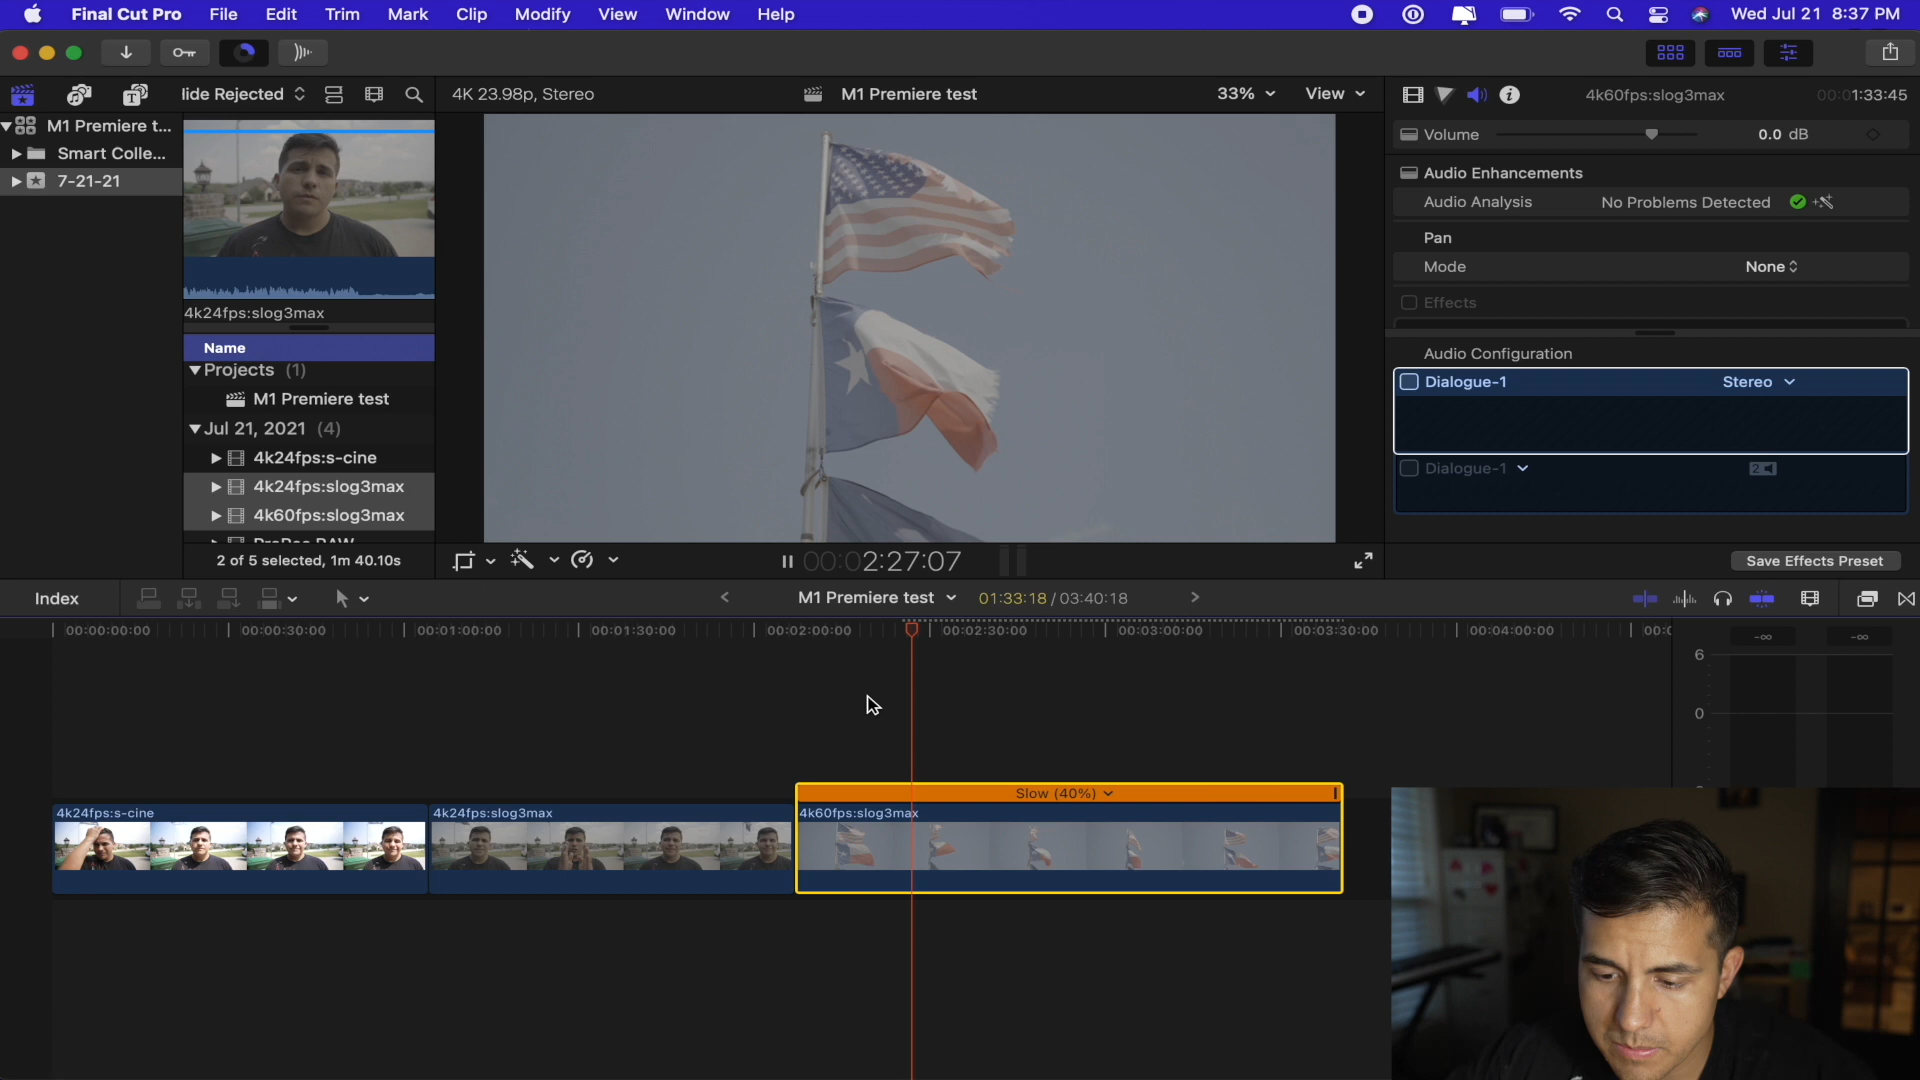 Final Cut Pro File Edit Trim Mark Clip Modify View Window Help Wed Jul 21 8:37 PM
lide Rejected 4K 23.98p, Stereo M1 Premiere test 33% View 4k60fps:slog3max 00:01:33:45
M1 Premiere t...
Smart Colle...
7-21-21
4k24fps:slog3max
Name
Projects (1)
M1 Premiere test
Jul 21, 2021 (4)
4k24fps:s-cine
4k24fps:slog3max
4k60fps:slog3max
2 of 5 selected, 1m 40.10s
00:02:27:07
Volume 0.0 dB
Audio Enhancements
Audio Analysis No Problems Detected
Pan
Mode None
Effects
Audio Configuration
Dialogue-1 Stereo
Dialogue-1 2
Save Effects Preset
Index M1 Premiere test 01:33:18 / 03:40:18
00:00:00:00 00:00:30:00 00:01:00:00 00:01:30:00 00:02:00:00 00:02:30:00 00:03:00:00 00:03:30:00 00:04:00:00
-∞ -∞
6
0
Slow (40%)
4k24fps:s-cine 4k24fps:slog3max 4k60fps:slog3max